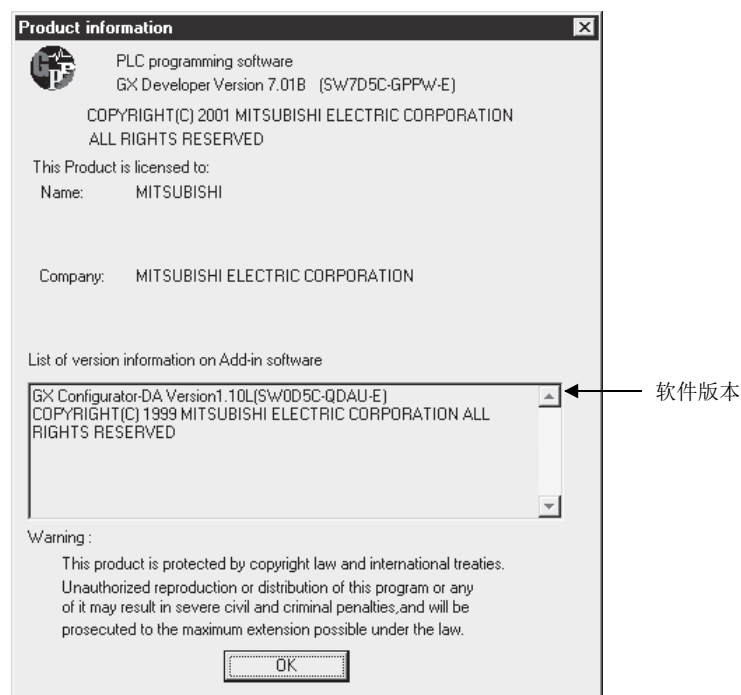 Product information
PLC programming software
GX Developer Version 7.01B (SW7D5C-GPPW-E)
COPYRIGHT(C) 2001 MITSUBISHI ELECTRIC CORPORATION
ALL RIGHTS RESERVED
This Product is licensed to:
Name: MITSUBISHI
Company: MITSUBISHI ELECTRIC CORPORATION
List of version information on Add-in software
GX Configurator-DA Version1.10L(SW0D5C-QDAU-E)
COPYRIGHT(C) 1999 MITSUBISHI ELECTRIC CORPORATION ALL
RIGHTS RESERVED
软件版本
Warning :
This product is protected by copyright law and international treaties.
Unauthorized reproduction or distribution of this program or any
of it may result in severe civil and criminal penalties,and will be
prosecuted to the maximum extension possible under the law.
OK